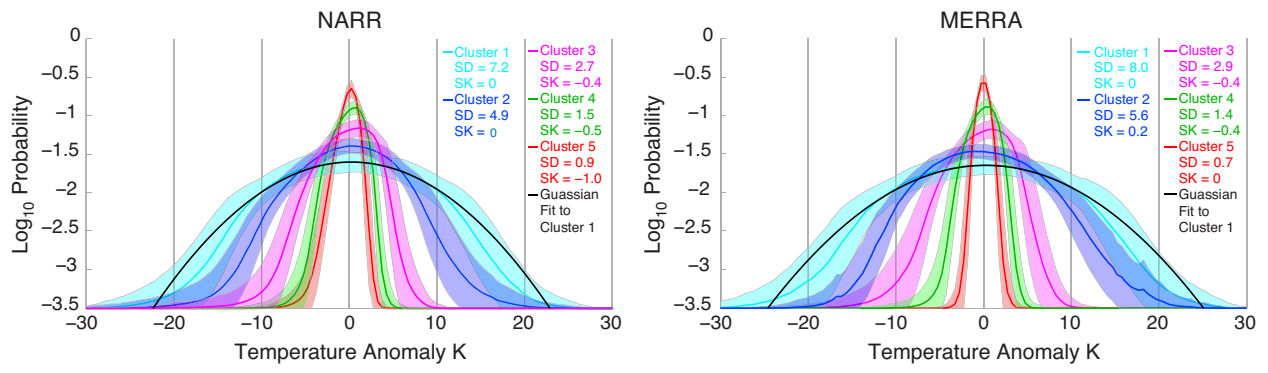 NARR
Log10 Probability
0
−0.5
−1
−1.5
−2
−2.5
−3
−3.5
−30
−20
−10
0
10
20
30
Temperature Anomaly K
Cluster 1
SD = 7.2
SK = 0
Cluster 2
SD = 4.9
SK = 0
Cluster 3
SD = 2.7
SK = −0.4
Cluster 4
SD = 1.5
SK = −0.5
Cluster 5
SD = 0.9
SK = −1.0
Guassian
Fit to
Cluster 1
MERRA
Log10 Probability
0
−0.5
−1
−1.5
−2
−2.5
−3
−3.5
−30
−20
−10
0
10
20
30
Temperature Anomaly K
Cluster 1
SD = 8.0
SK = 0
Cluster 2
SD = 5.6
SK = 0.2
Cluster 3
SD = 2.9
SK = −0.4
Cluster 4
SD = 1.4
SK = −0.4
Cluster 5
SD = 0.7
SK = 0
Guassian
Fit to
Cluster 1